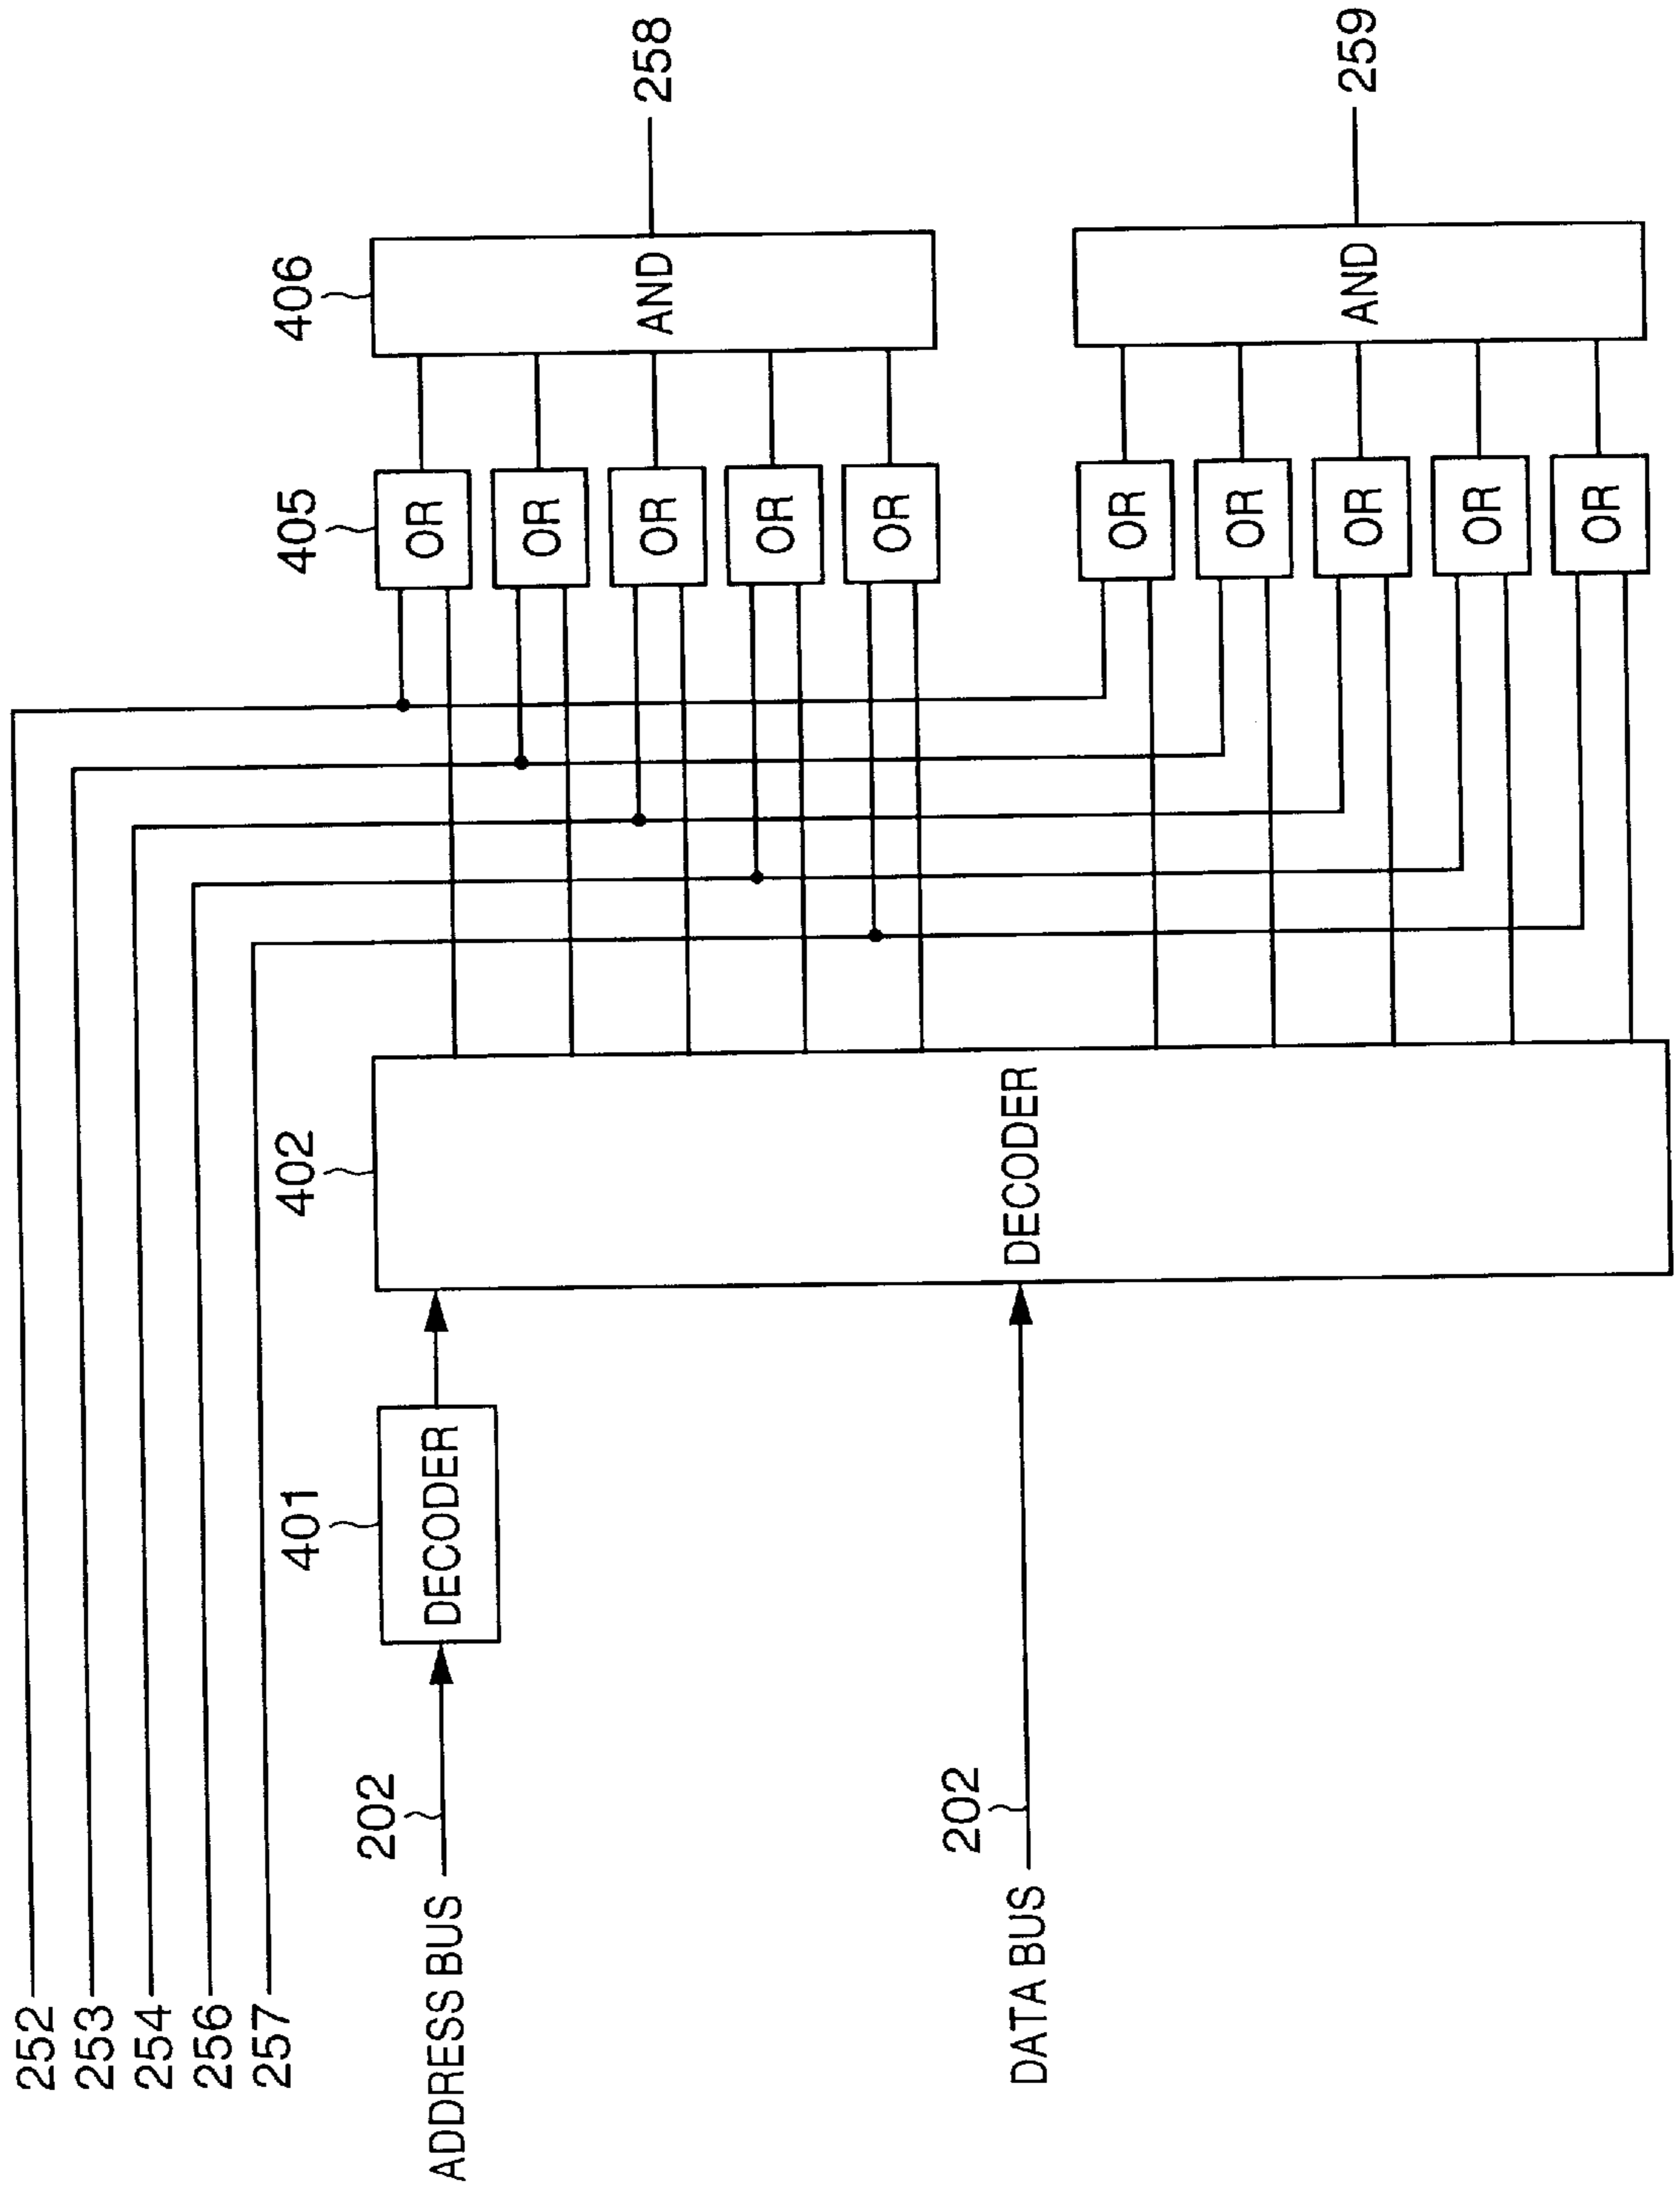 252
253
254
256
257
ADDRESS BUS
202
401
DECODER
402
DECODER
DATA BUS
202
405
OR
OR
OR
OR
OR
406
AND
258
OR
OR
OR
OR
OR
AND
259